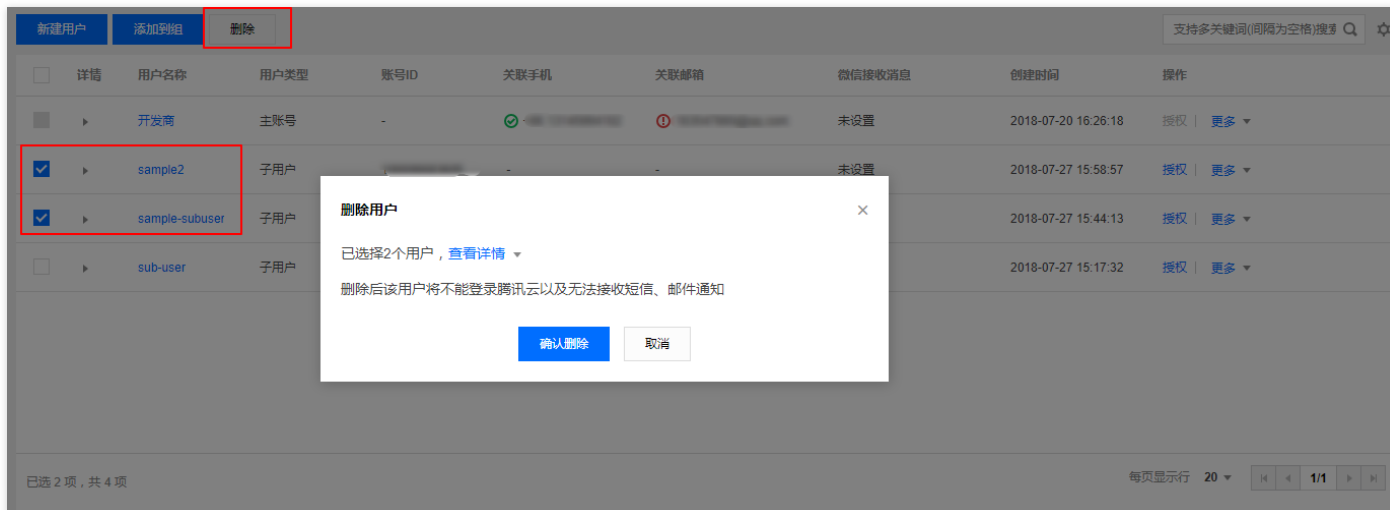 新建用户 添加到组 删除 支持多关键词(间隔为空格)搜索
详情 用户名称 用户类型 账号ID 关联手机 关联邮箱 微信接收消息 创建时间 操作
开发商 主账号 - 未设置 2018-07-20 16:26:18 授权 更多
sample2 子用户 - - 未设置 2018-07-27 15:58:57 授权 更多
删除用户
sample-subuser 子用户 2018-07-27 15:44:13 授权 更多
已选择2个用户，查看详情
sub-user 子用户 2018-07-27 15:17:32 授权 更多
删除后该用户将不能登录腾讯云以及无法接收短信、邮件通知
确认删除 取消
已选 2 项，共 4 项 每页显示行 20 1/1